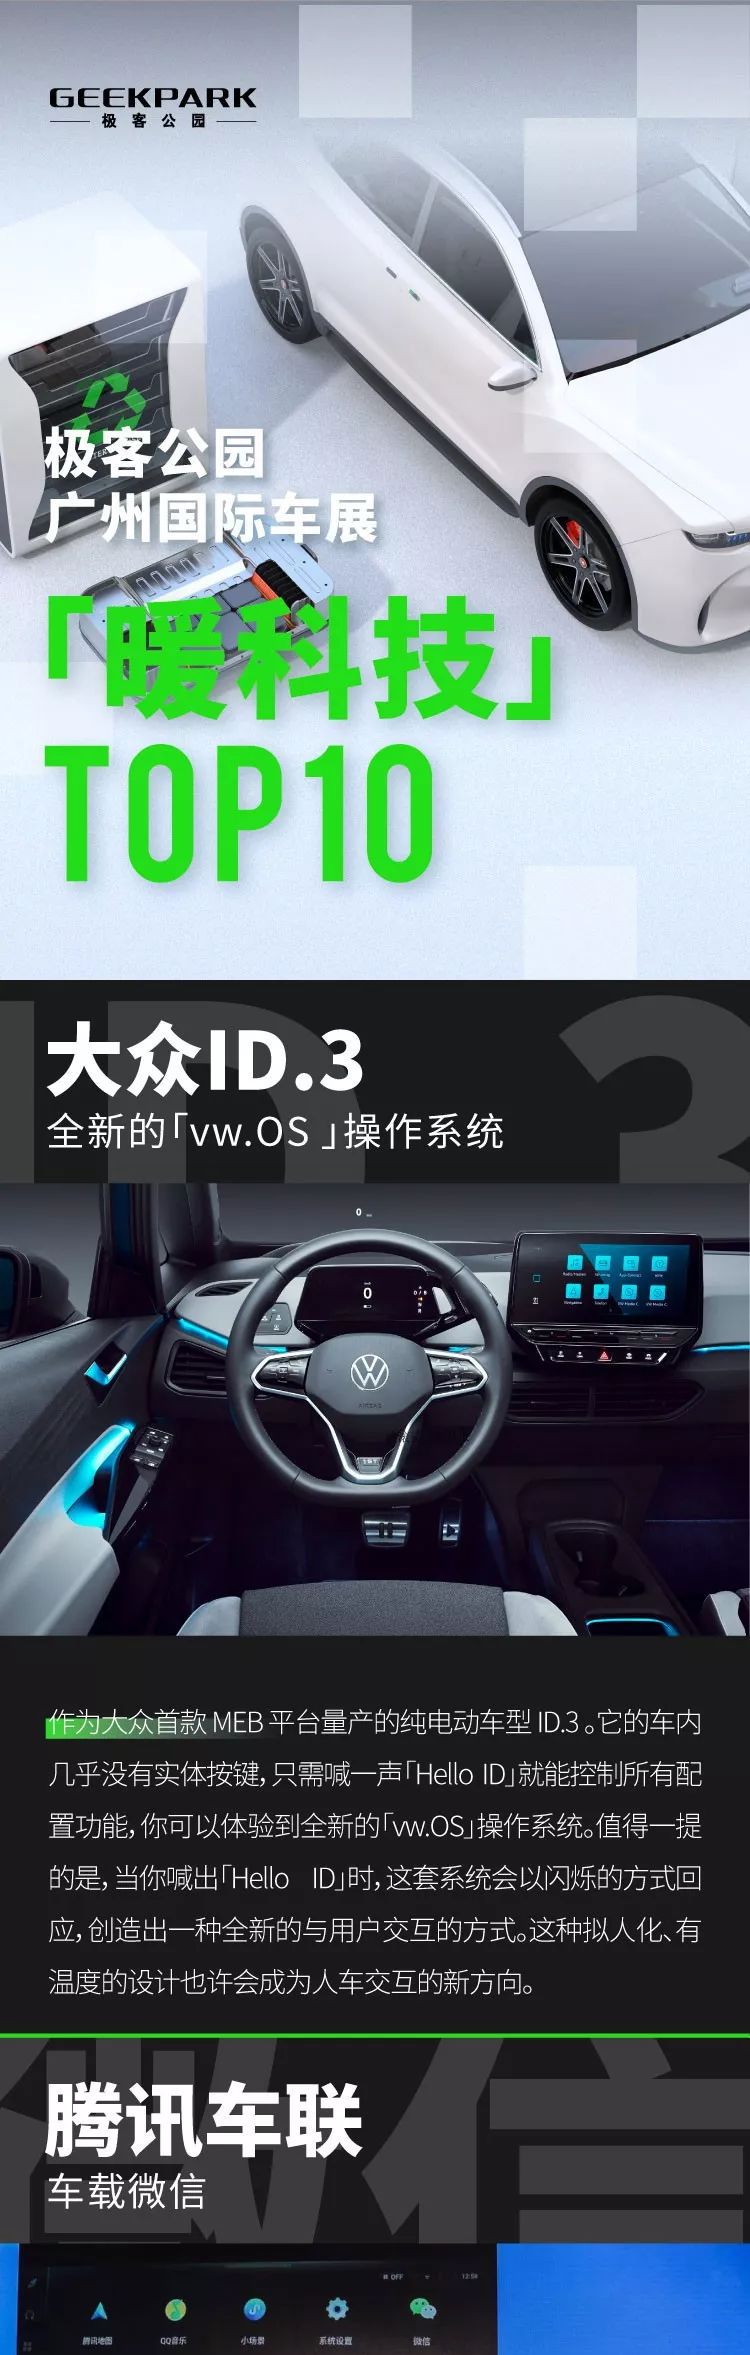 GEEKPARK
极客公园
极客公园
广州国际车展
「暖科技」
TOP10
大众ID.3
全新的「vw.OS」操作系统
0
0
作为大众首款 MEB 平台量产的纯电动车型 ID.3。它的车内
几乎没有实体按键，只需喊一声「Hello ID」就能控制所有配
置功能，你可以体验到全新的「vw.OS」操作系统。值得一提
的是，当你喊出「Hello ID」时，这套系统会以闪烁的方式回
应，创造出一种全新的与用户交互的方式。这种拟人化、有
温度的设计也许会成为人车交互的新方向。
腾讯车联
车载微信
OFF
12:58
腾讯地图 QQ音乐 小场景 系统设置 微信